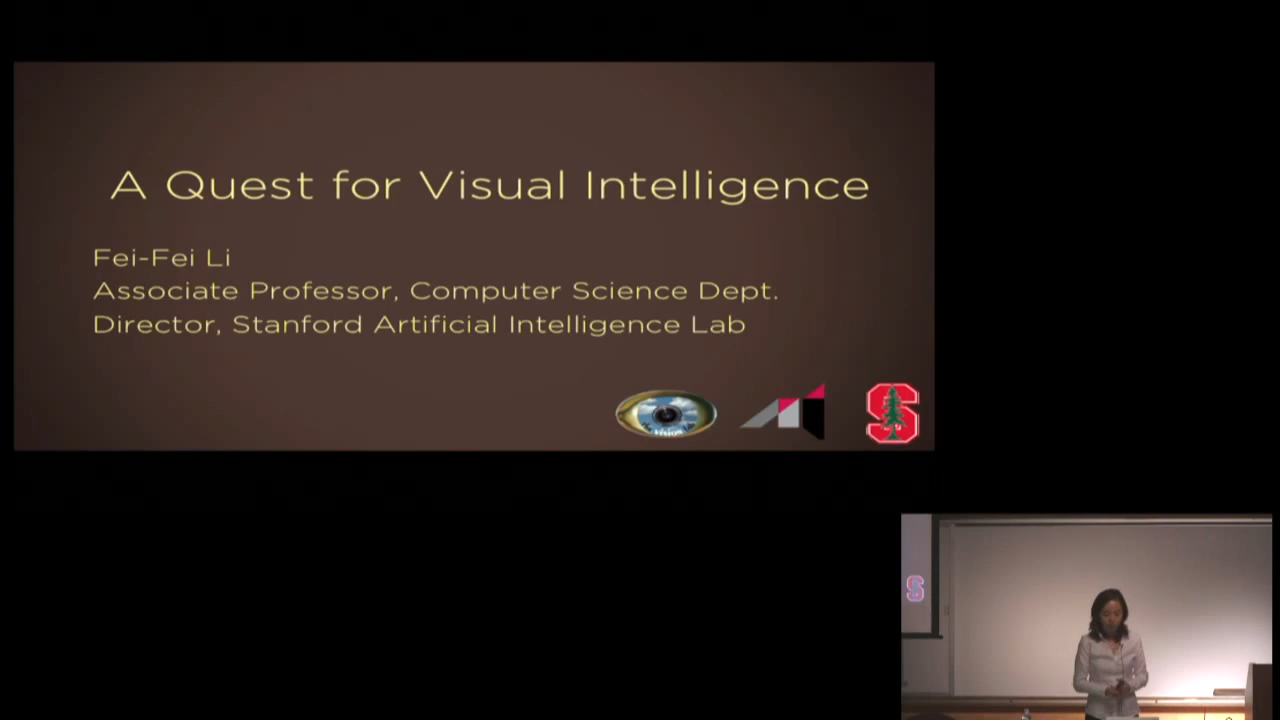 A Quest for Visual Intelligence
Fei-Fei Li
Associate Professor, Computer Science Dept.
Director, Stanford Artificial Intelligence Lab
S
S